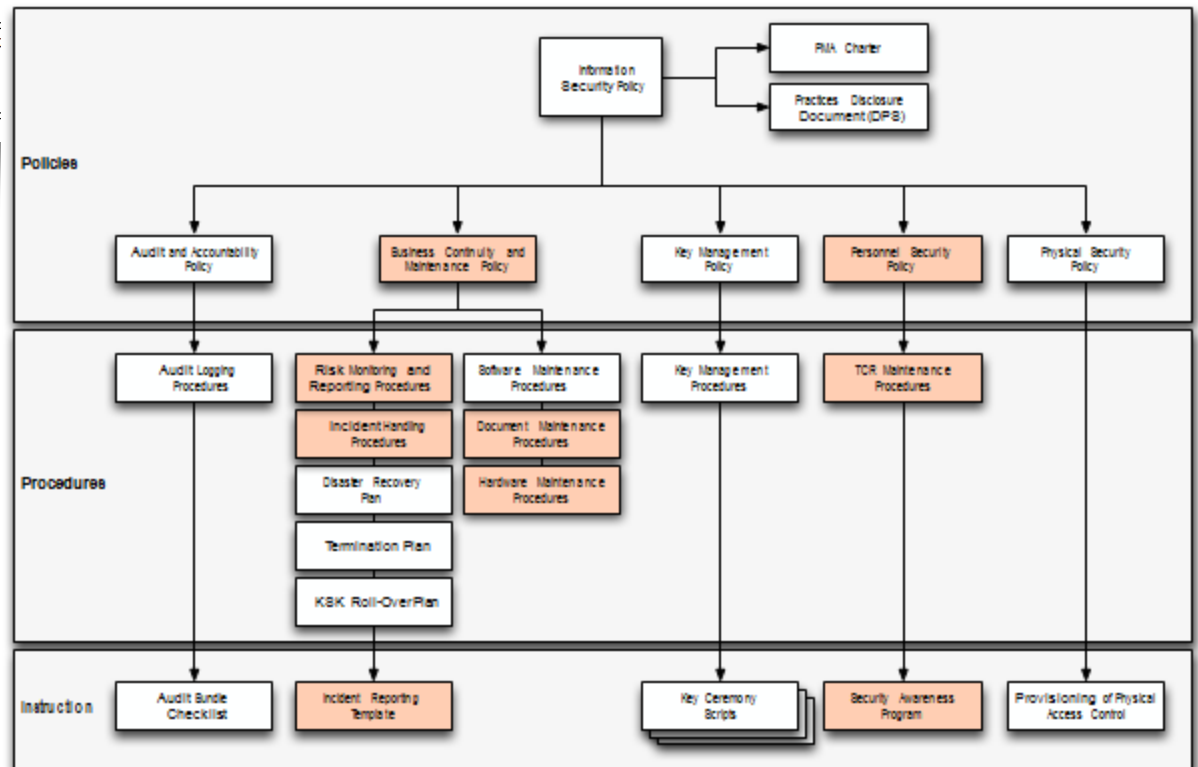 Information
Security Policy
PMA Charter
Practices Disclosure
Document (DPS)
Policies
Audit and Accountability
Policy
Business Continuity and
Maintenance Policy
Key Management
Policy
Personnel Security
Policy
Physical Security
Policy
Procedures
Audit Logging
Procedures
Risk Monitoring and
Reporting Procedures
Software Maintenance
Procedures
Key Management
Procedures
TCR Maintenance
Procedures
Incident Handling
Procedures
Document Maintenance
Procedures
Disaster Recovery
Plan
Hardware Maintenance
Procedures
Termination Plan
KSK Roll-Over Plan
Instruction
Audit Bundle
Checklist
Incident Reporting
Template
Key Ceremony
Scripts
Security Awareness
Program
Provisioning of Physical
Access Control